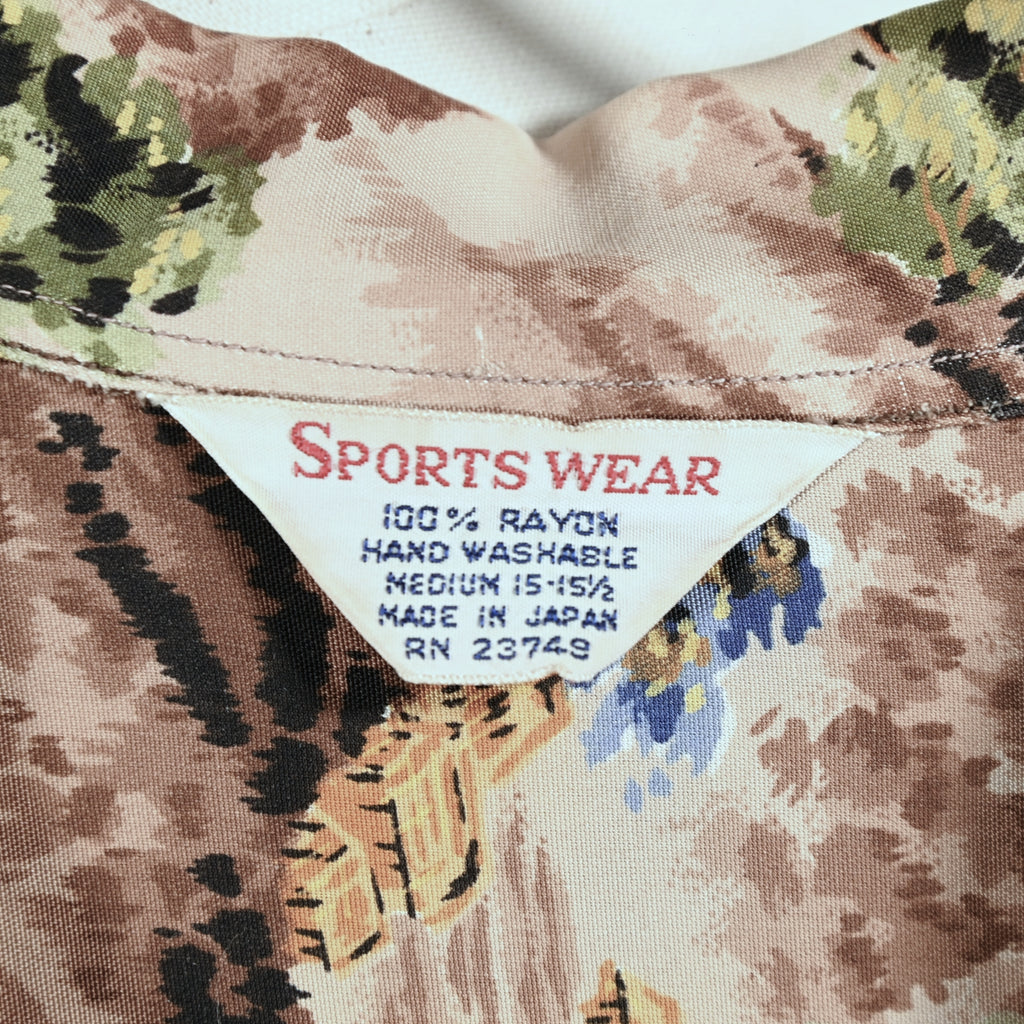 SPORTS WEAR
100% RAYON
HAND WASHABLE
MEDIUM 15-15½
MADE IN JAPAN
RN 23749